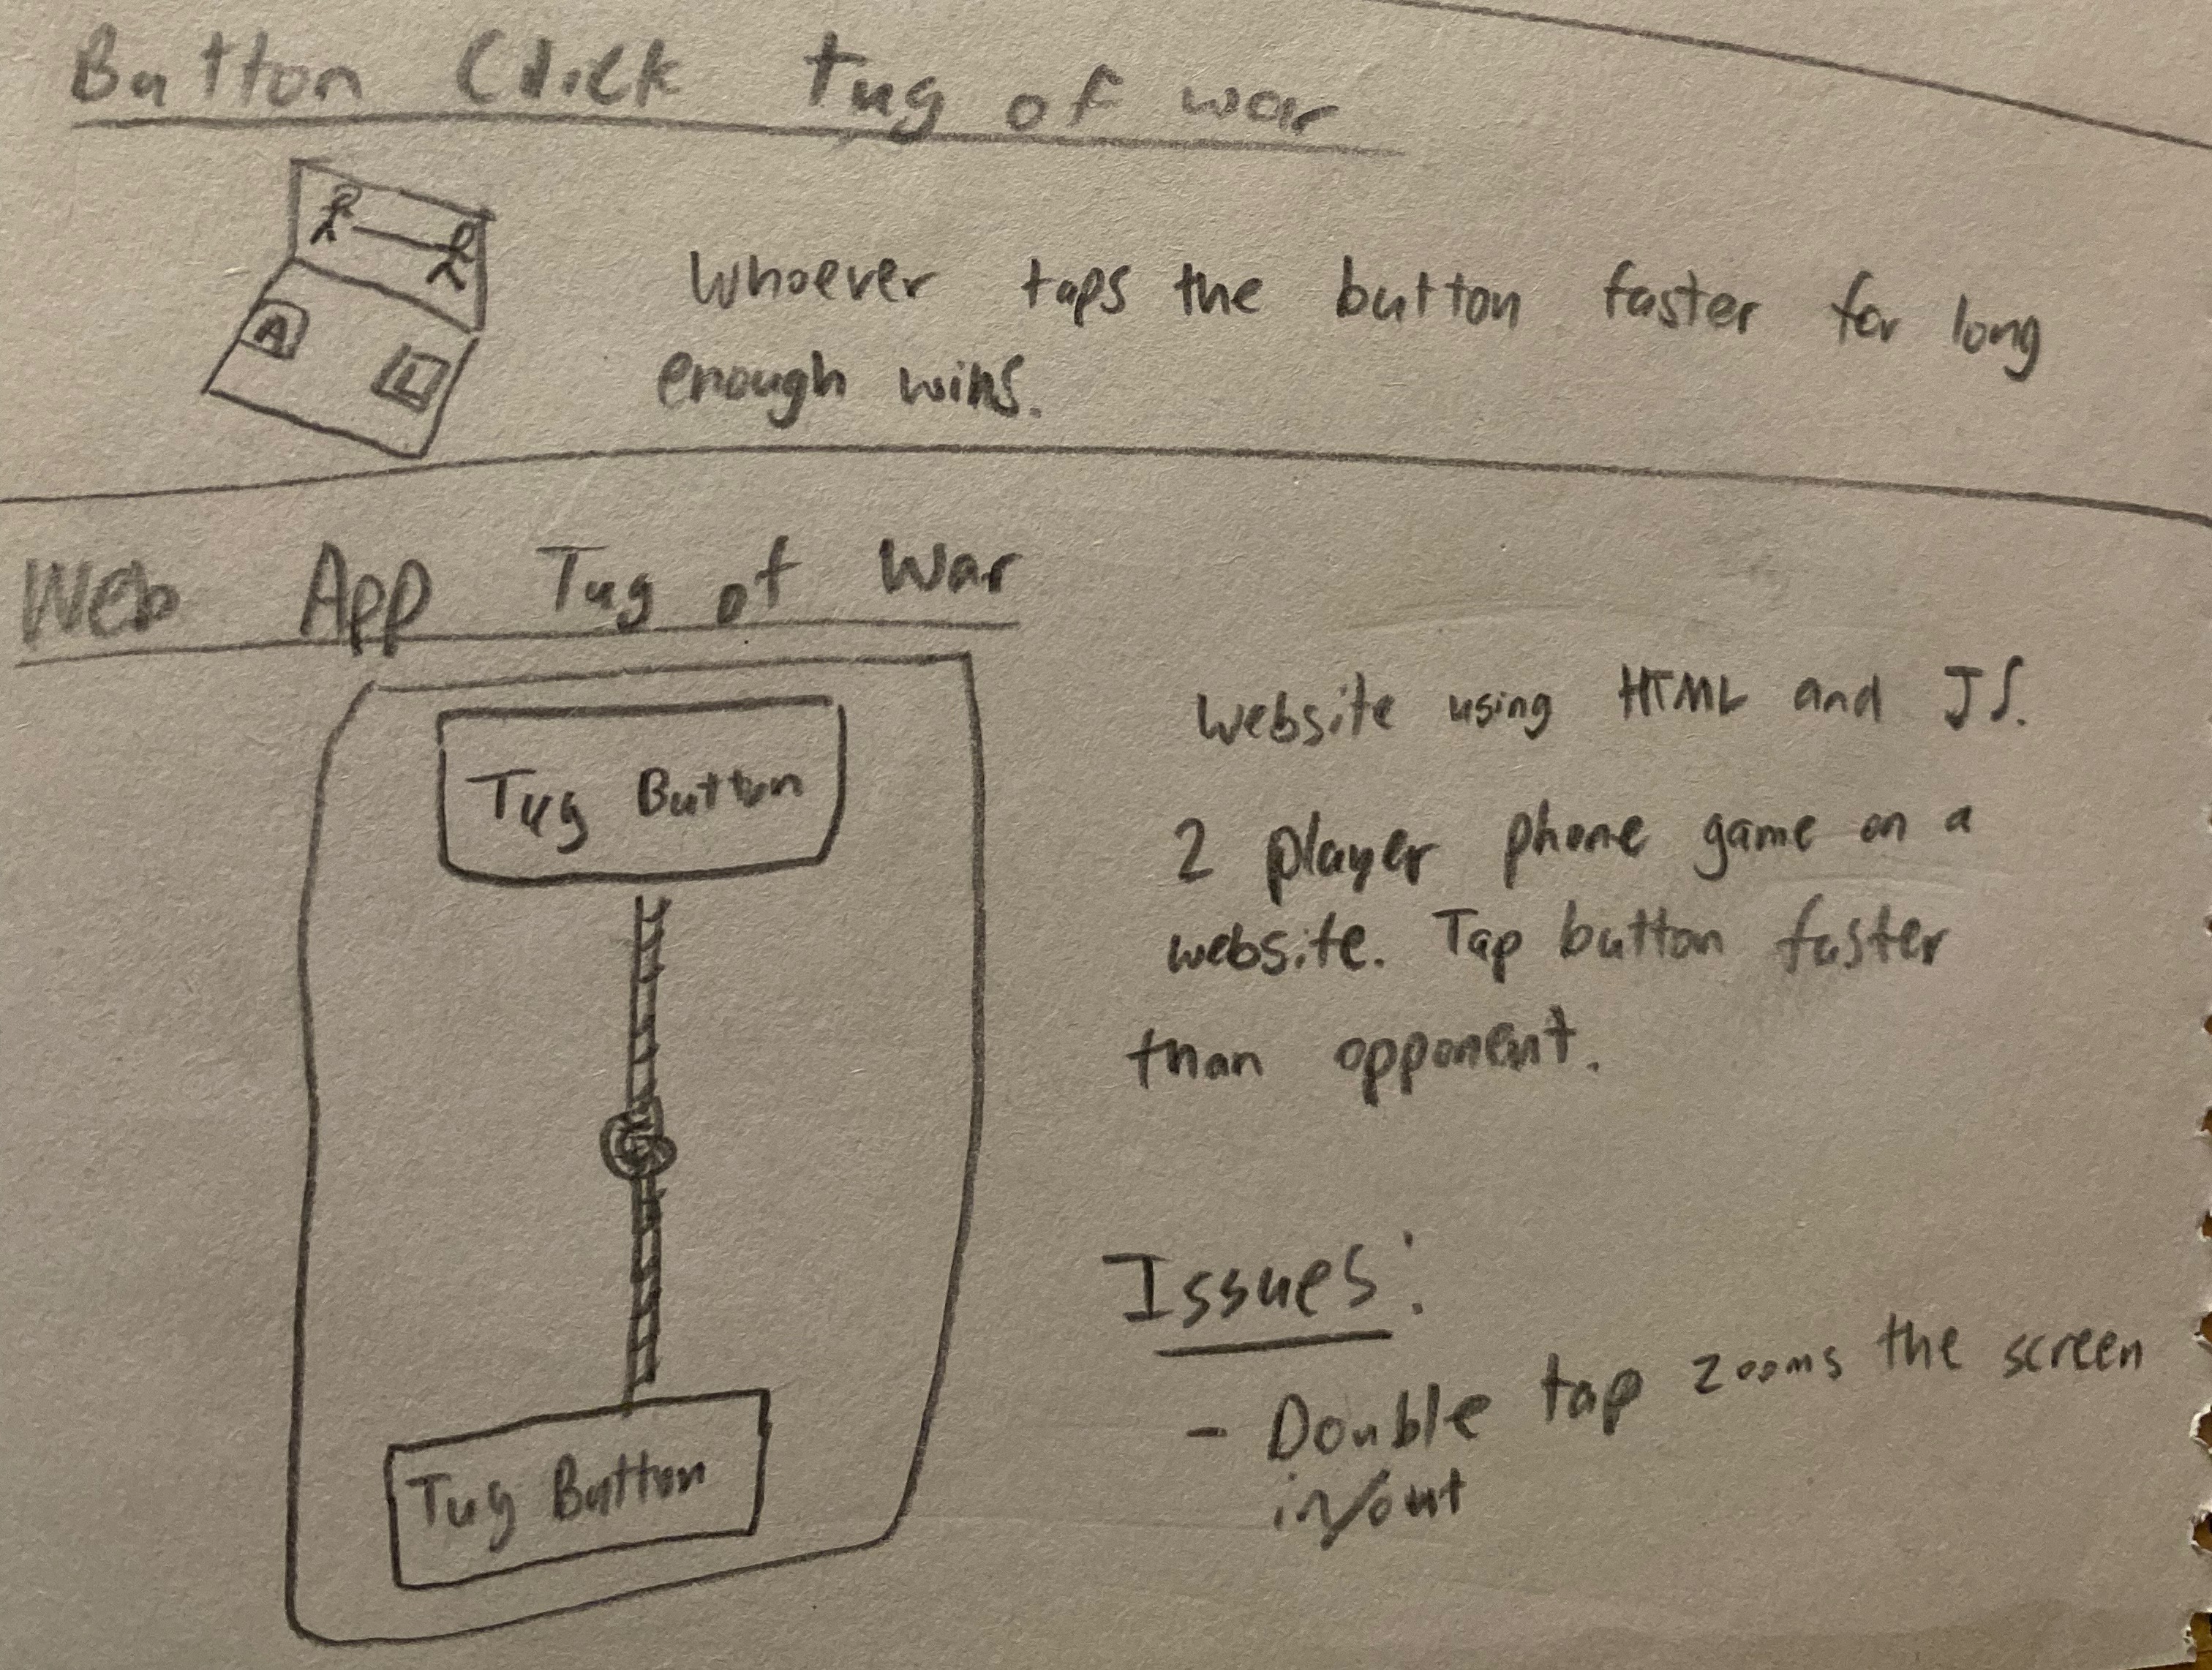 Button Click tug of war
Whoever taps the button faster for long
enough wins.
A
L
Web App Tug of War
Tug Button
Website using HTML and JS.
2 player phone game on a
website. Tap button faster
than opponent.
Issues:
- Double tap zooms the screen
in/out
Tug Button